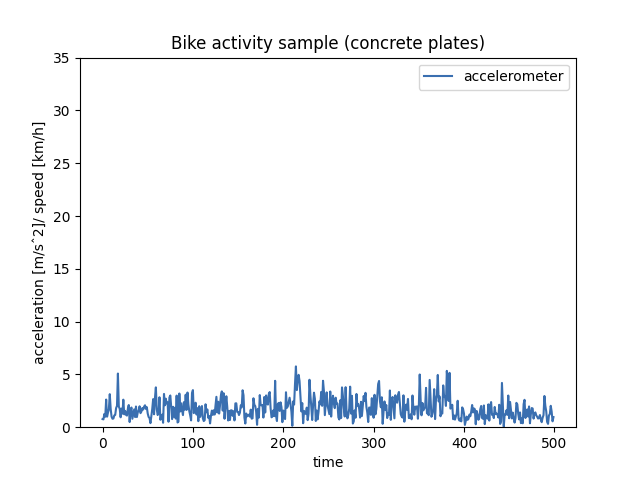 Bike activity sample (concrete plates)
accelerometer
35
30
25
20
15
10
5
0
acceleration [m/sˆ2]/ speed [km/h]
0 100 200 300 400 500
time